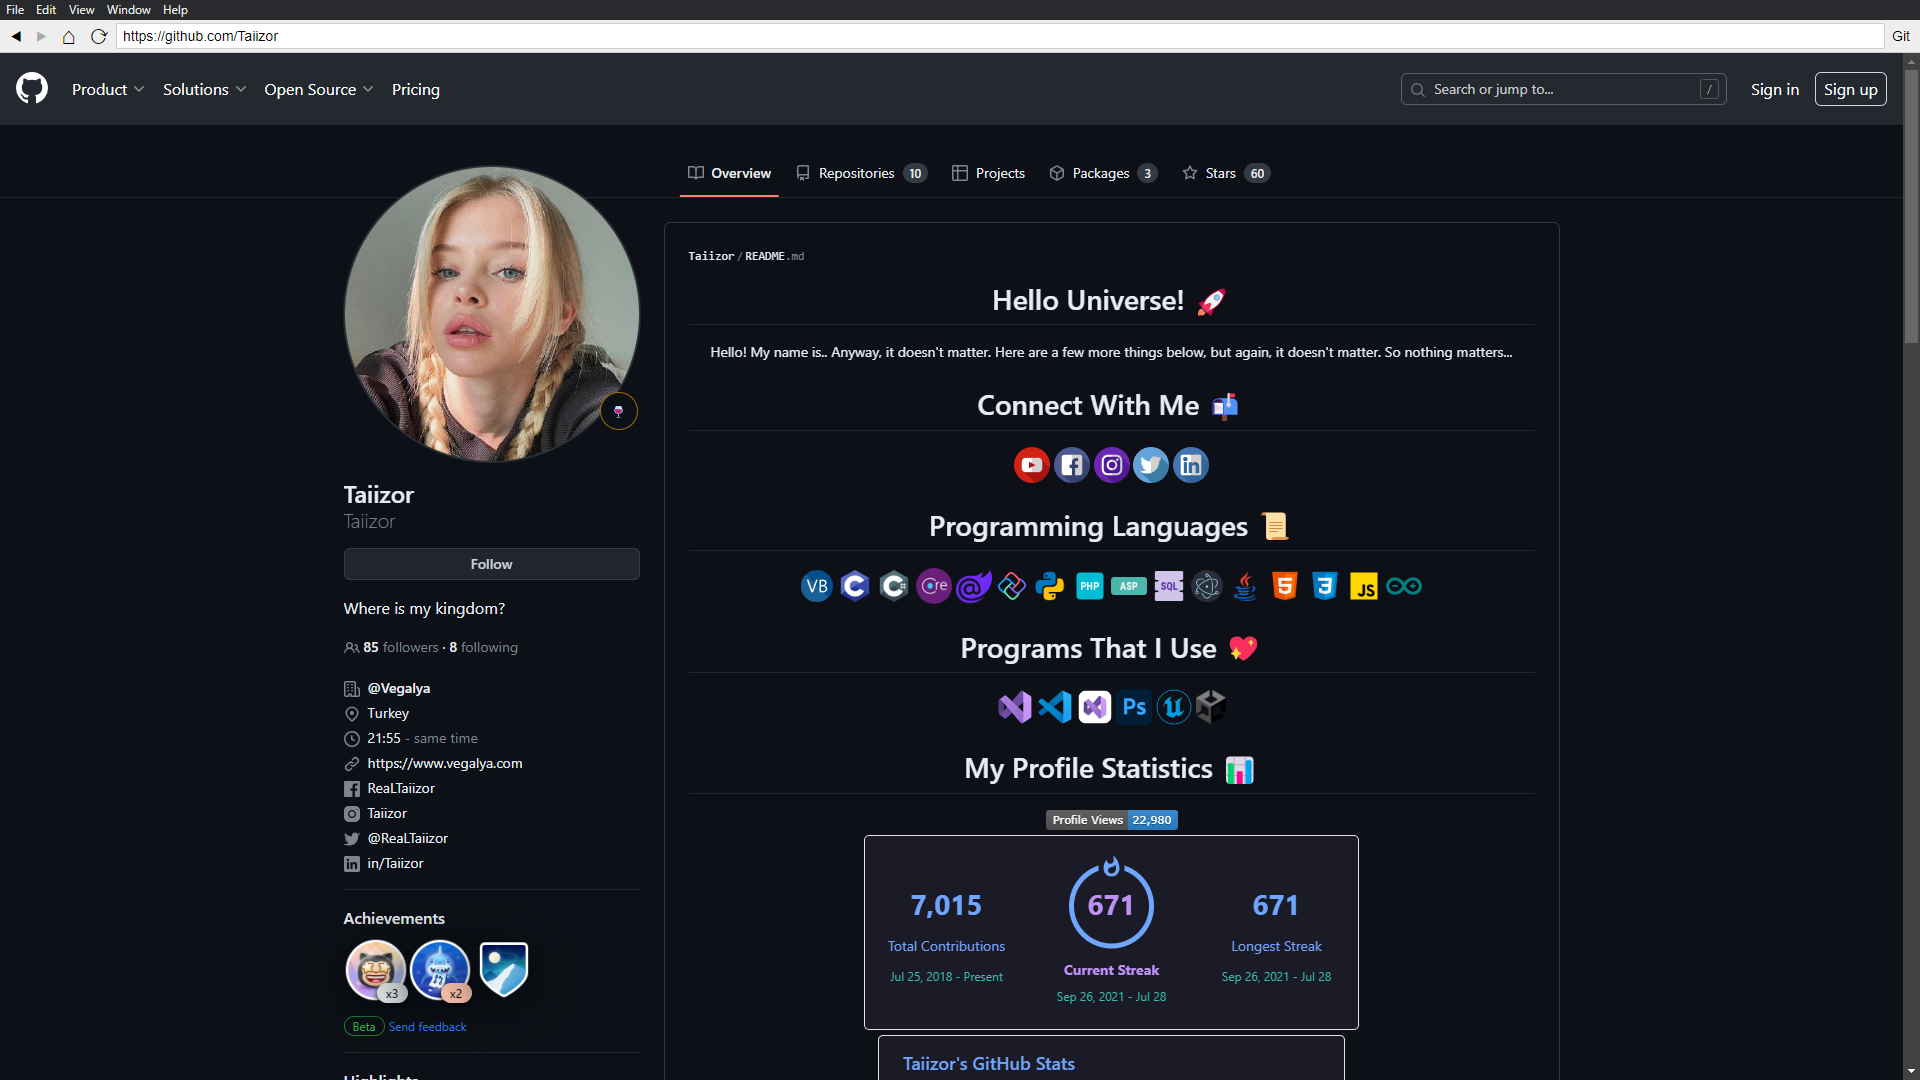 File Edit View Window Help
https://github.com/Taiizor Git
Product Solutions Open Source Pricing Search or jump to... / Sign in Sign up
Overview Repositories 10 Projects Packages 3 Stars 60
Taiizor/README.md
Hello Universe! 🚀
Hello! My name is.. Anyway, it doesn't matter. Here are a few more things below, but again, it doesn't matter. So nothing matters...
Connect With Me 📬
Programming Languages 📜
VB C C# Core PHP ASP SQL 5 3 JS
Programs That I Use 💖
Ps
My Profile Statistics 📊
Profile Views 22,980
7,015 671 671
Total Contributions Longest Streak
Current Streak
Jul 25, 2018 - Present Sep 26, 2021 - Jul 28
Sep 26, 2021 - Jul 28
Taiizor's GitHub Stats
Taiizor
Taiizor
Follow
Where is my kingdom?
85 followers · 8 following
@Vegalya
Turkey
21:55 - same time
https://www.vegalya.com
ReaLTaiizor
Taiizor
@ReaLTaiizor
in/Taiizor
Achievements
x3 x2
Beta Send feedback
Highlights